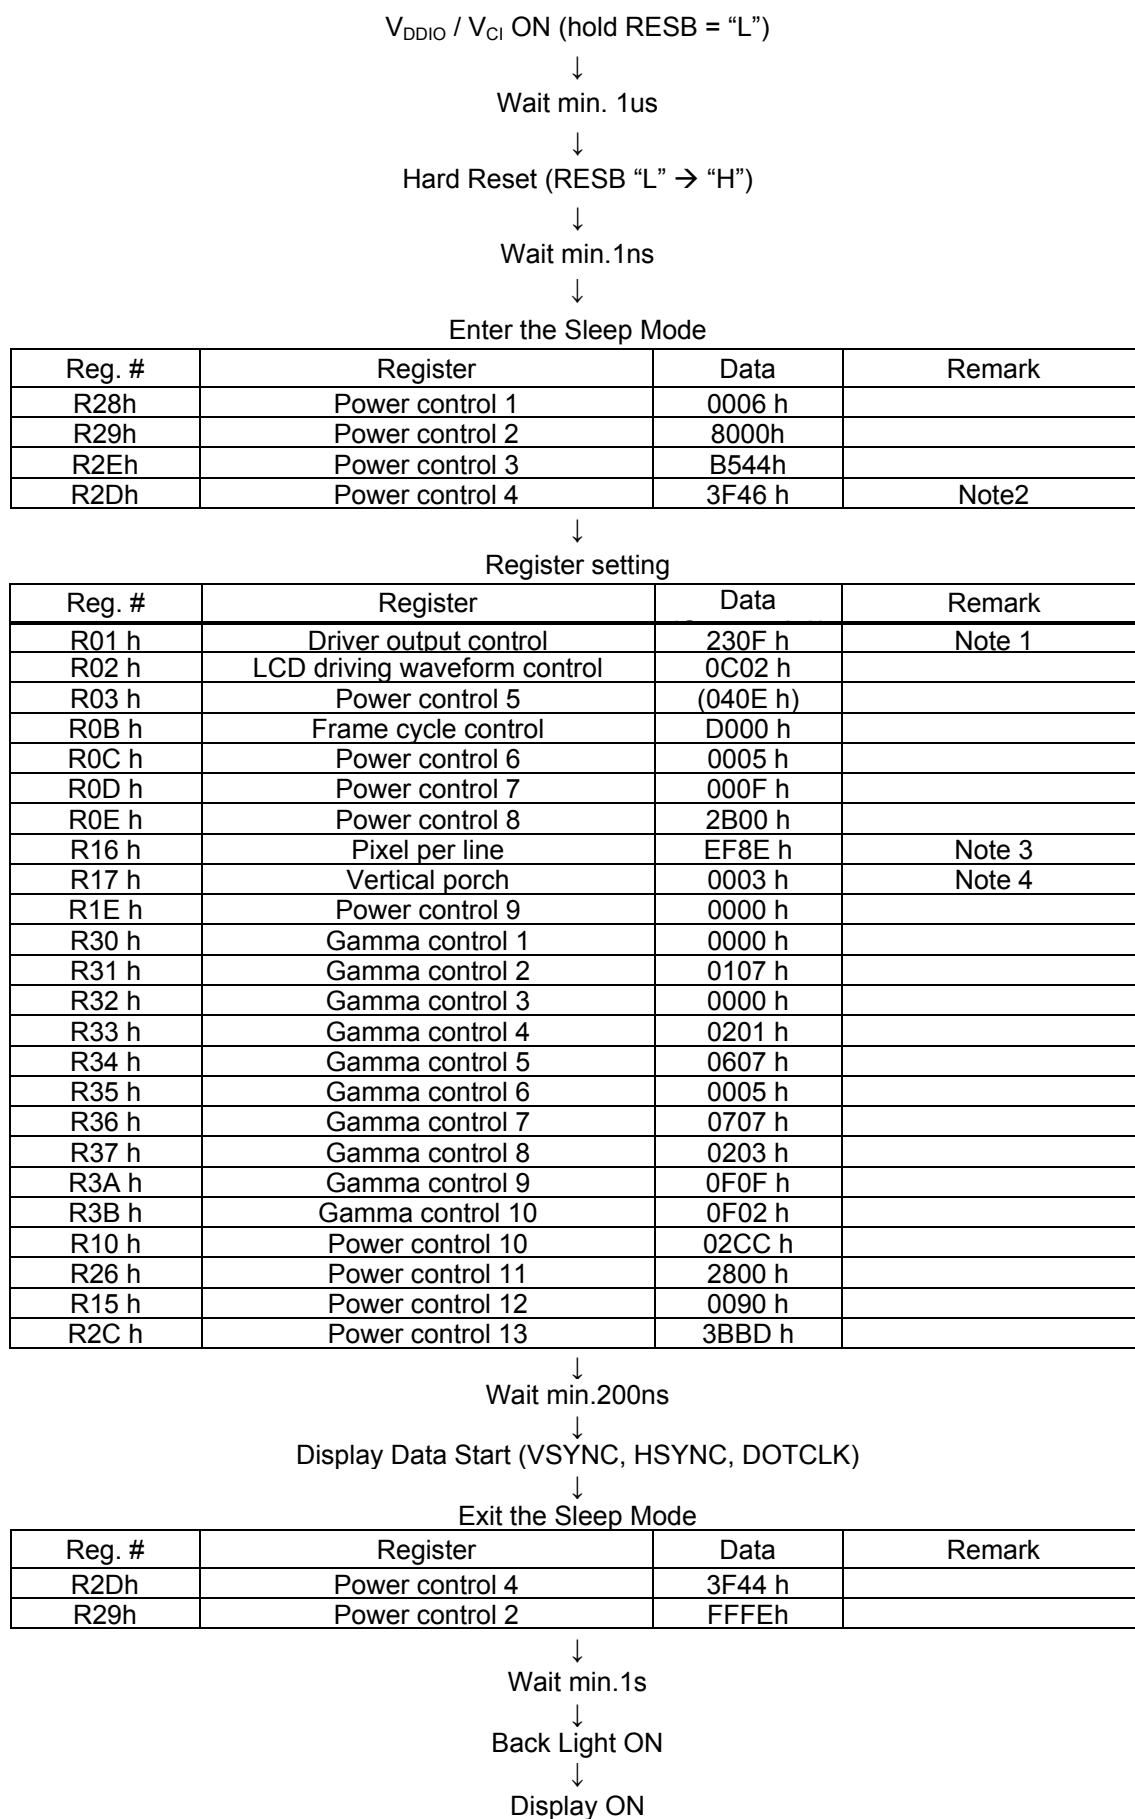 VDDIO / VCI ON (hold RESB = “L”)
↓
Wait min. 1us
↓
Hard Reset (RESB “L” → “H”)
↓
Wait min.1ns
↓
Enter the Sleep Mode
Reg. # Register Data Remark
R28h Power control 1 0006 h
R29h Power control 2 8000h
R2Eh Power control 3 B544h
R2Dh Power control 4 3F46 h Note2
↓
Register setting
Reg. # Register Data Remark
R01 h Driver output control 230F h Note 1
R02 h LCD driving waveform control 0C02 h
R03 h Power control 5 (040E h)
R0B h Frame cycle control D000 h
R0C h Power control 6 0005 h
R0D h Power control 7 000F h
R0E h Power control 8 2B00 h
R16 h Pixel per line EF8E h Note 3
R17 h Vertical porch 0003 h Note 4
R1E h Power control 9 0000 h
R30 h Gamma control 1 0000 h
R31 h Gamma control 2 0107 h
R32 h Gamma control 3 0000 h
R33 h Gamma control 4 0201 h
R34 h Gamma control 5 0607 h
R35 h Gamma control 6 0005 h
R36 h Gamma control 7 0707 h
R37 h Gamma control 8 0203 h
R3A h Gamma control 9 0F0F h
R3B h Gamma control 10 0F02 h
R10 h Power control 10 02CC h
R26 h Power control 11 2800 h
R15 h Power control 12 0090 h
R2C h Power control 13 3BBD h
↓
Wait min.200ns
↓
Display Data Start (VSYNC, HSYNC, DOTCLK)
↓
Exit the Sleep Mode
Reg. # Register Data Remark
R2Dh Power control 4 3F44 h
R29h Power control 2 FFFEh
↓
Wait min.1s
↓
Back Light ON
↓
Display ON